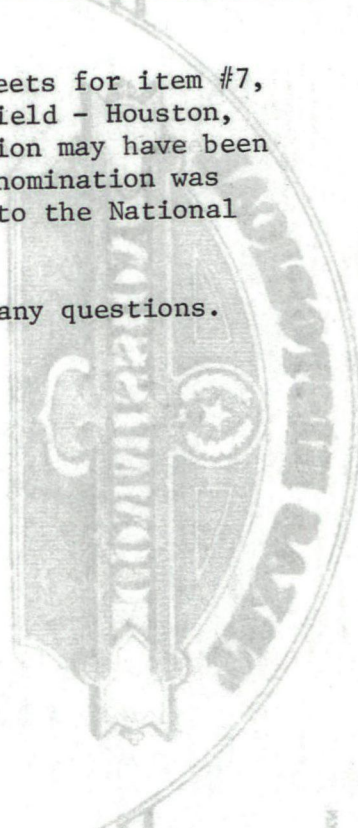 eets for item #7,
ield - Houston,
ion may have been
nomination was
to the National
any questions.